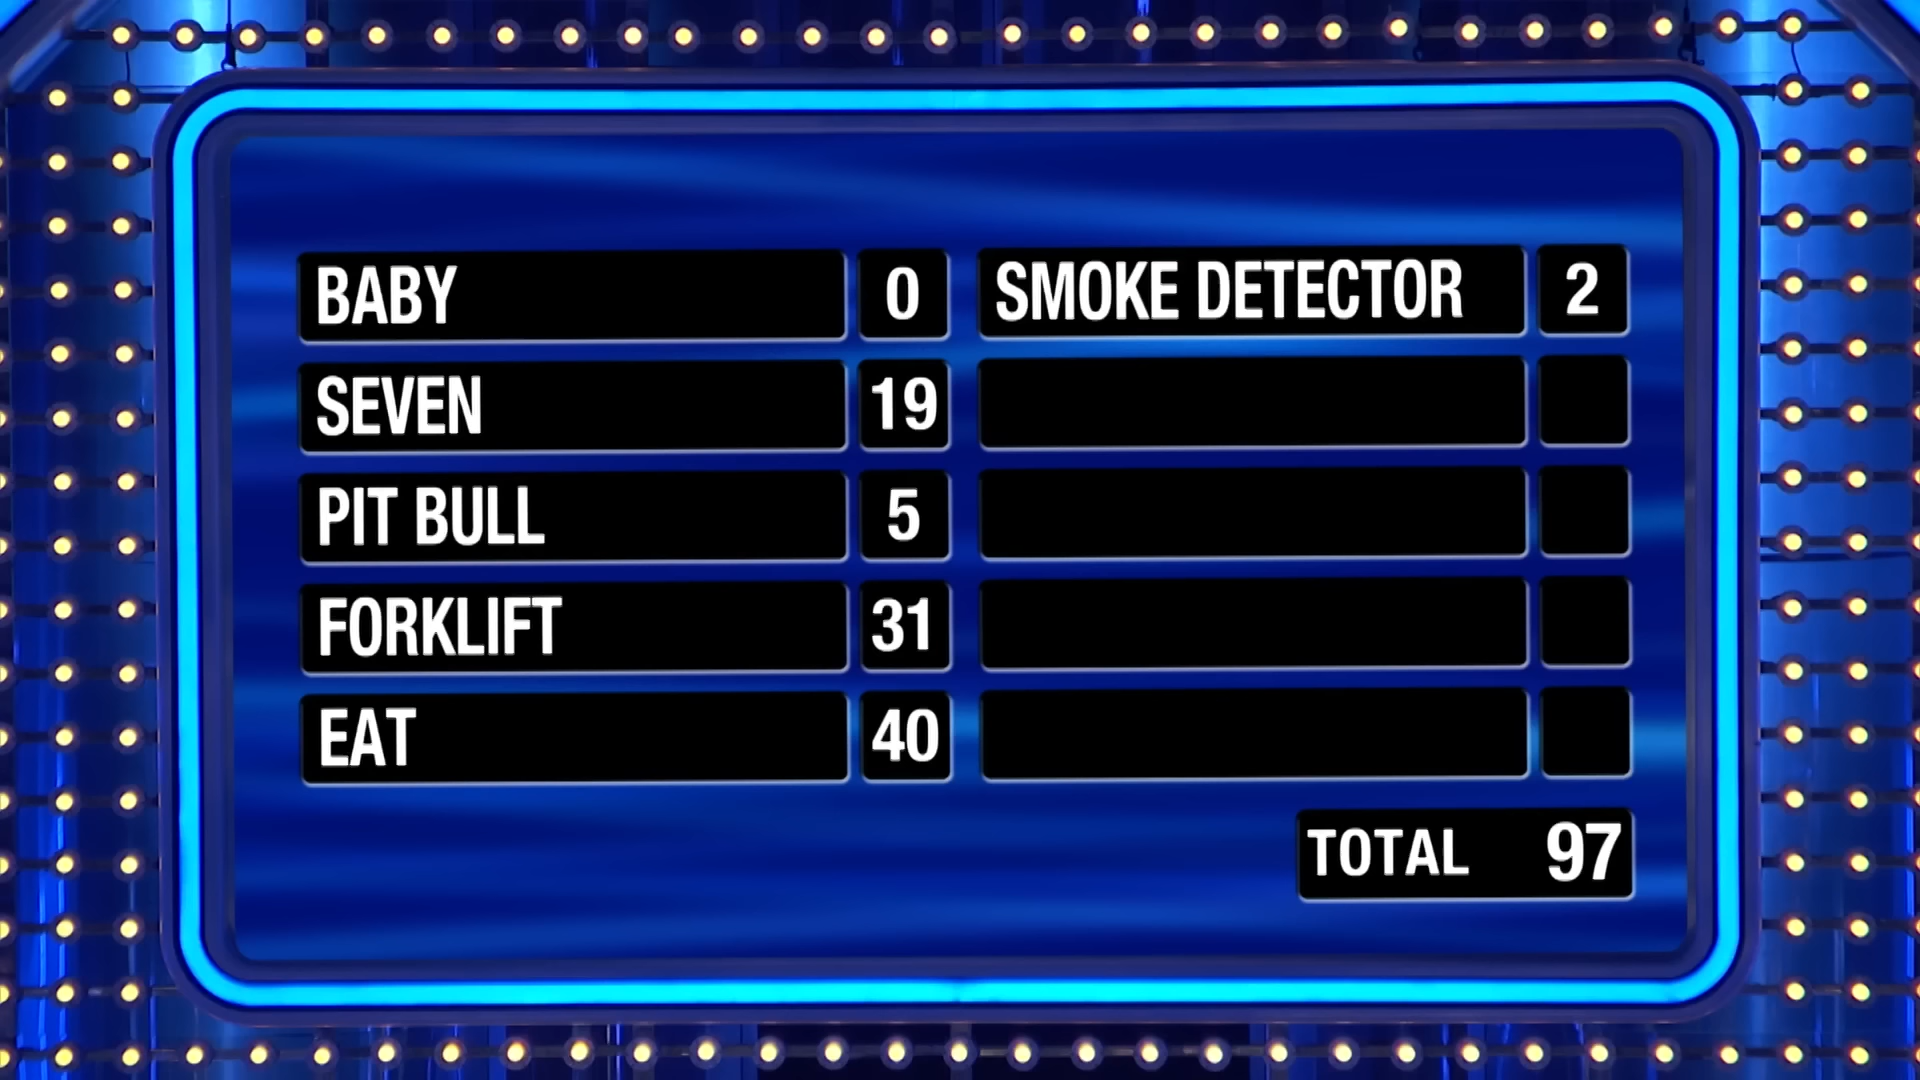 BABY 0
SEVEN 19
PIT BULL 5
FORKLIFT 31
EAT 40
SMOKE DETECTOR 2
TOTAL 97